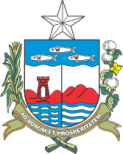 AD BONUM ET PROSPERITATEM